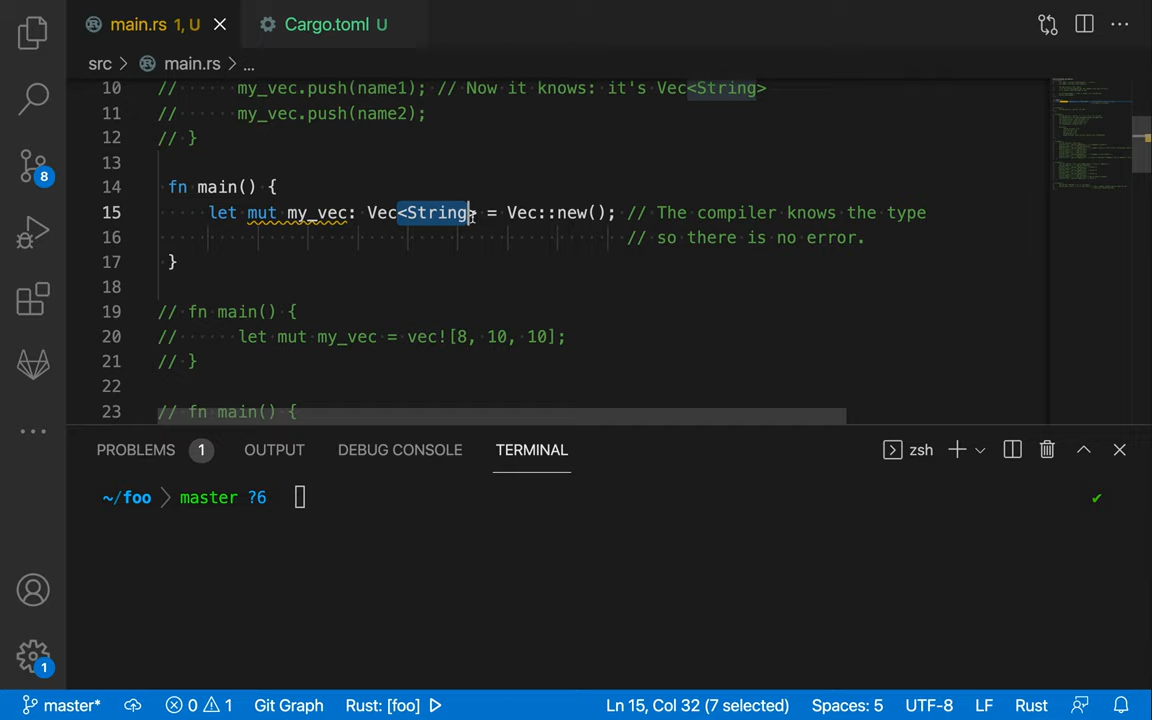 main.rs 1, U
Cargo.toml U
src > main.rs > ...
10 // my_vec.push(name1); // Now it knows: it's Vec<String>
11 // my_vec.push(name2);
12 // }
13
14 fn main() {
15 let mut my_vec: Vec<String> = Vec::new(); // The compiler knows the type
16 // so there is no error.
17 }
18
19 // fn main() {
20 // let mut my_vec = vec![8, 10, 10];
21 // }
22
23 // fn main() {
8
1
PROBLEMS 1 OUTPUT DEBUG CONSOLE TERMINAL
zsh
~/foo > master ?6
master* 0 1 Git Graph Rust: [foo] Ln 15, Col 32 (7 selected) Spaces: 5 UTF-8 LF Rust